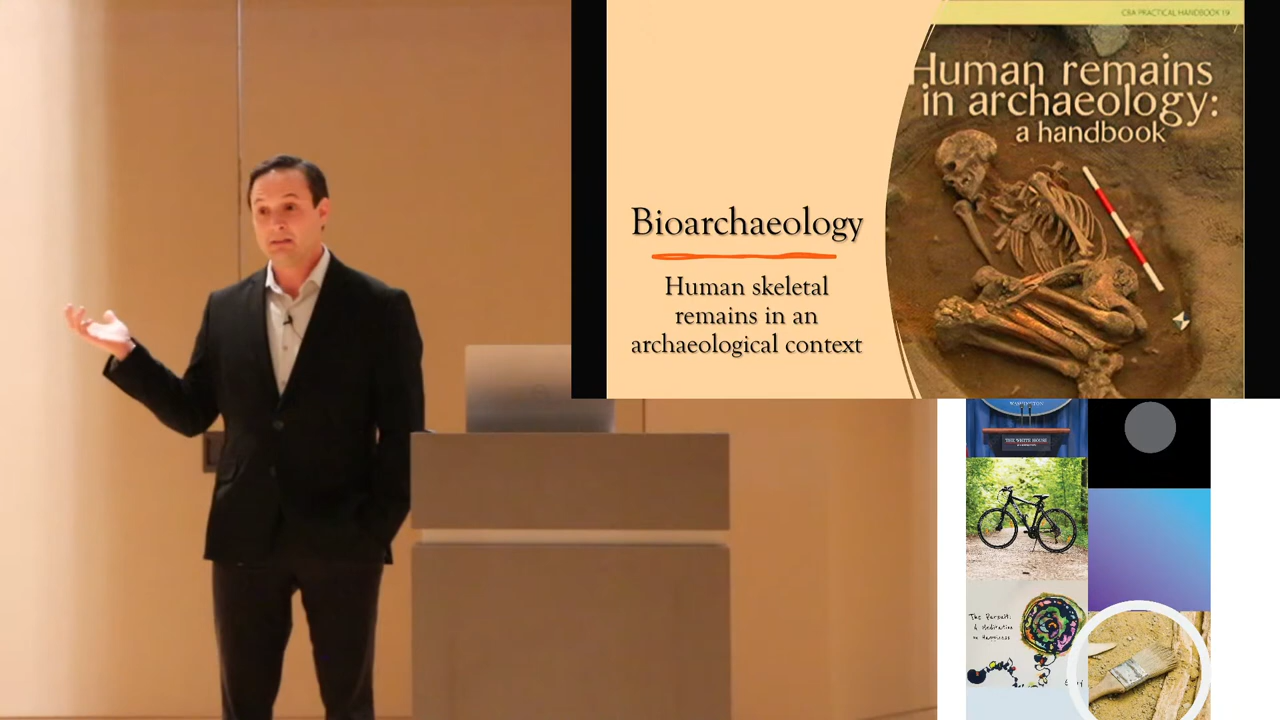 CBA PRACTICAL HANDBOOK 19
Human remains
in archaeology:
a handbook
Bioarchaeology
Human skeletal
remains in an
archaeological context
WASHINGTON
THE WHITE HOUSE
The Pursuit:
A Meditation
on Happiness